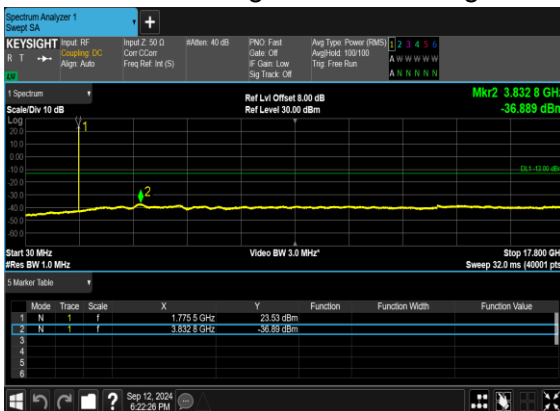 Spectrum Analyzer 1
Swept SA
KEYSIGHT Input: RF Input Z: 50 Ω #Atten: 40 dB PNO: Fast Avg Type: Power (RMS) 1 2 3 4 5 6
R T Coupling: DC Corr CCorr Gate: Off Avg|Hold: 100/100 A W W W W W
Align: Auto Freq Ref: Int (S) IF Gain: Low Trig: Free Run
Sig Track: Off A N N N N N
1 Spectrum Ref Lvl Offset 8.00 dB Mkr2 3.832 8 GHz
Scale/Div 10 dB Ref Level 30.00 dBm -36.889 dBm
Log
20.0
10.0
0.00
-10.0
-20.0
-30.0
-40.0
-50.0
-60.0
1
2
DL1 -13.00 dBm
Start 30 MHz Video BW 3.0 MHz* Stop 17.800 GHz
#Res BW 1.0 MHz Sweep 32.0 ms (40001 pts)
5 Marker Table
Mode Trace Scale X Y Function Function Width Function Value
1 N 1 f 1.775 5 GHz 23.53 dBm
2 N 1 f 3.832 8 GHz -36.89 dBm
3
4
5
6
? Sep 12, 2024
6:22:26 PM